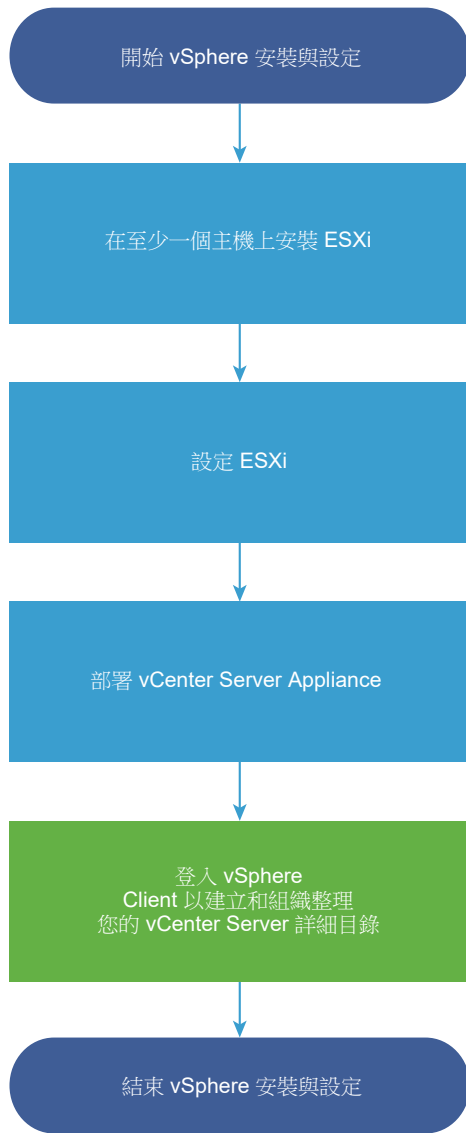 開始 vSphere 安裝與設定
在至少一個主機上安裝 ESXi
設定 ESXi
部署 vCenter Server Appliance
登入 vSphere
Client 以建立和組織整理
您的 vCenter Server 詳細目錄
結束 vSphere 安裝與設定